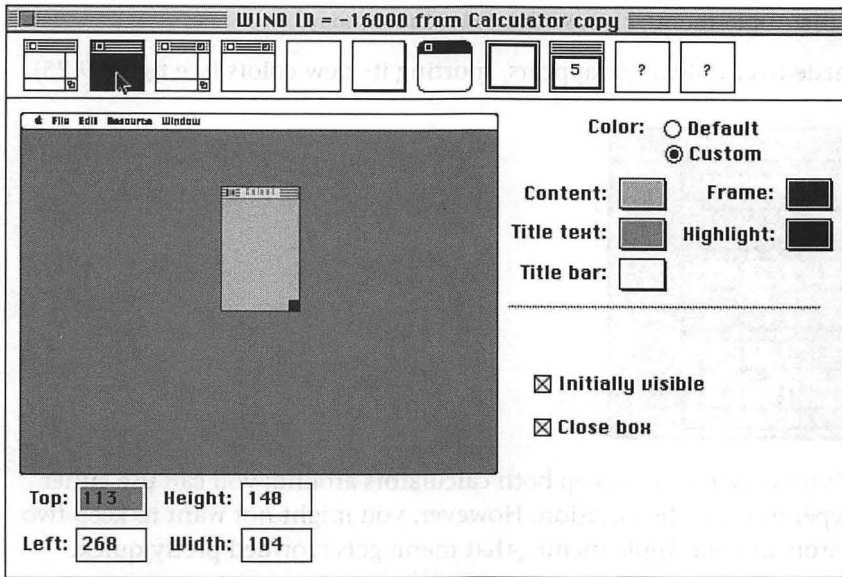 WIND ID = -16000 from Calculator copy
5 ? ?
File Edit Resource Window
Color: Default
Custom
Content: Frame:
Title text: Highlight:
Title bar:
Initially visible
Close box
Top: 113 Height: 148
Left: 268 Width: 104